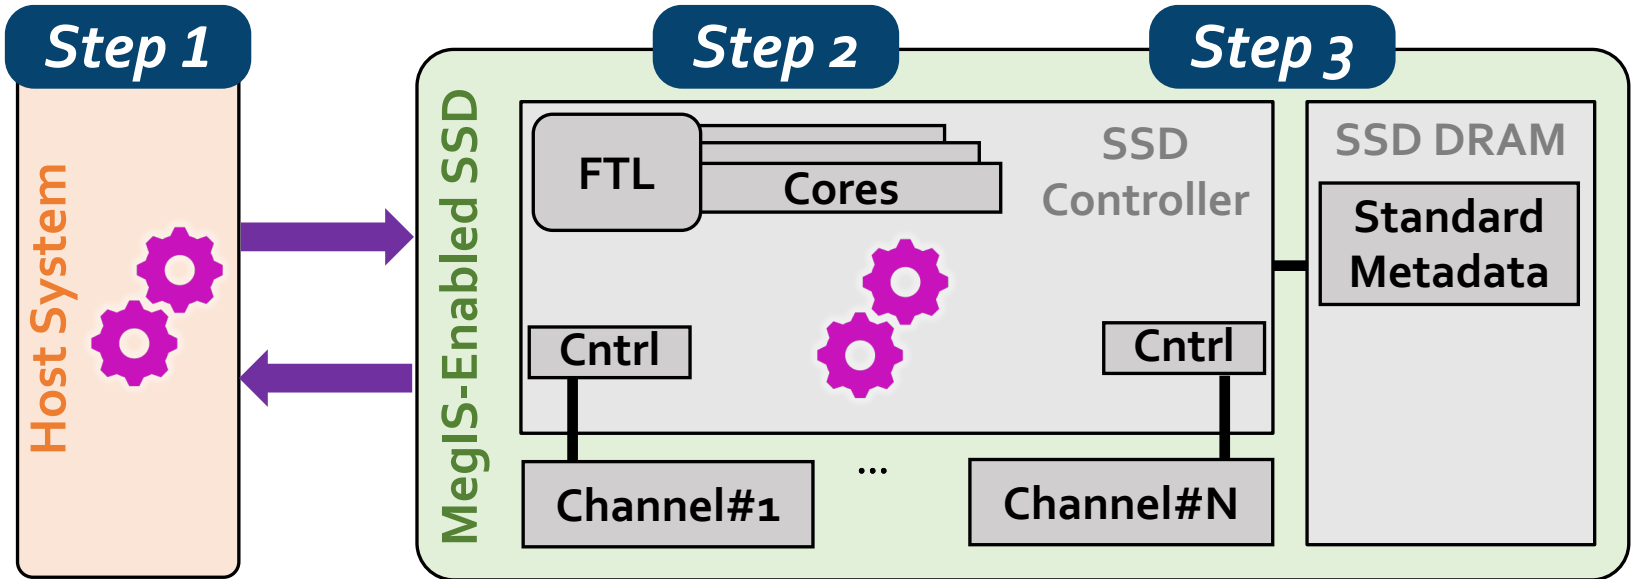 Step 1
Step 2
Step 3
Host System
MegIS-Enabled SSD
FTL
Cores
SSD
Controller
SSD DRAM
Standard
Metadata
Cntrl
Cntrl
Channel#1
...
Channel#N